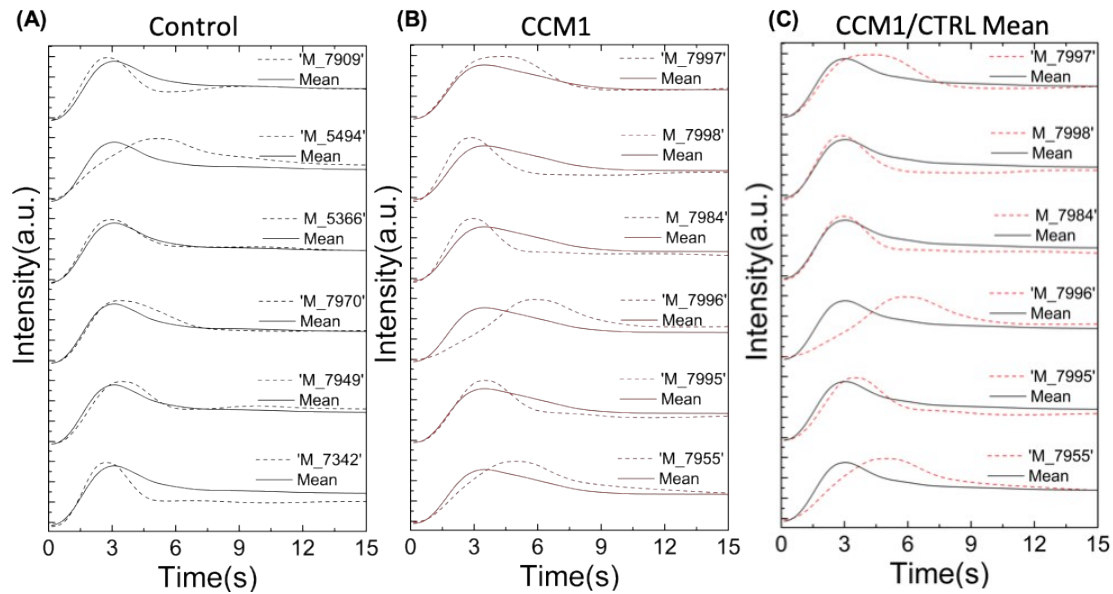 (A)
Control
Intensity(a.u.)
'M_7909'
Mean
'M_5494'
Mean
M_5366'
Mean
'M_7970'
Mean
'M_7949'
Mean
'M_7342'
Mean
0 3 6 9 12 15
Time(s)
(B)
CCM1
Intensity(a.u.)
'M_7997'
Mean
'M_7998'
Mean
'M_7984'
Mean
'M_7996'
Mean
'M_7995'
Mean
'M_7955'
Mean
0 3 6 9 12 15
Time(s)
(C)
CCM1/CTRL Mean
Intensity(a.u.)
'M_7997'
Mean
'M_7998'
Mean
'M_7984'
Mean
'M_7996'
Mean
'M_7995'
Mean
'M_7955'
Mean
0 3 6 9 12 15
Time(s)